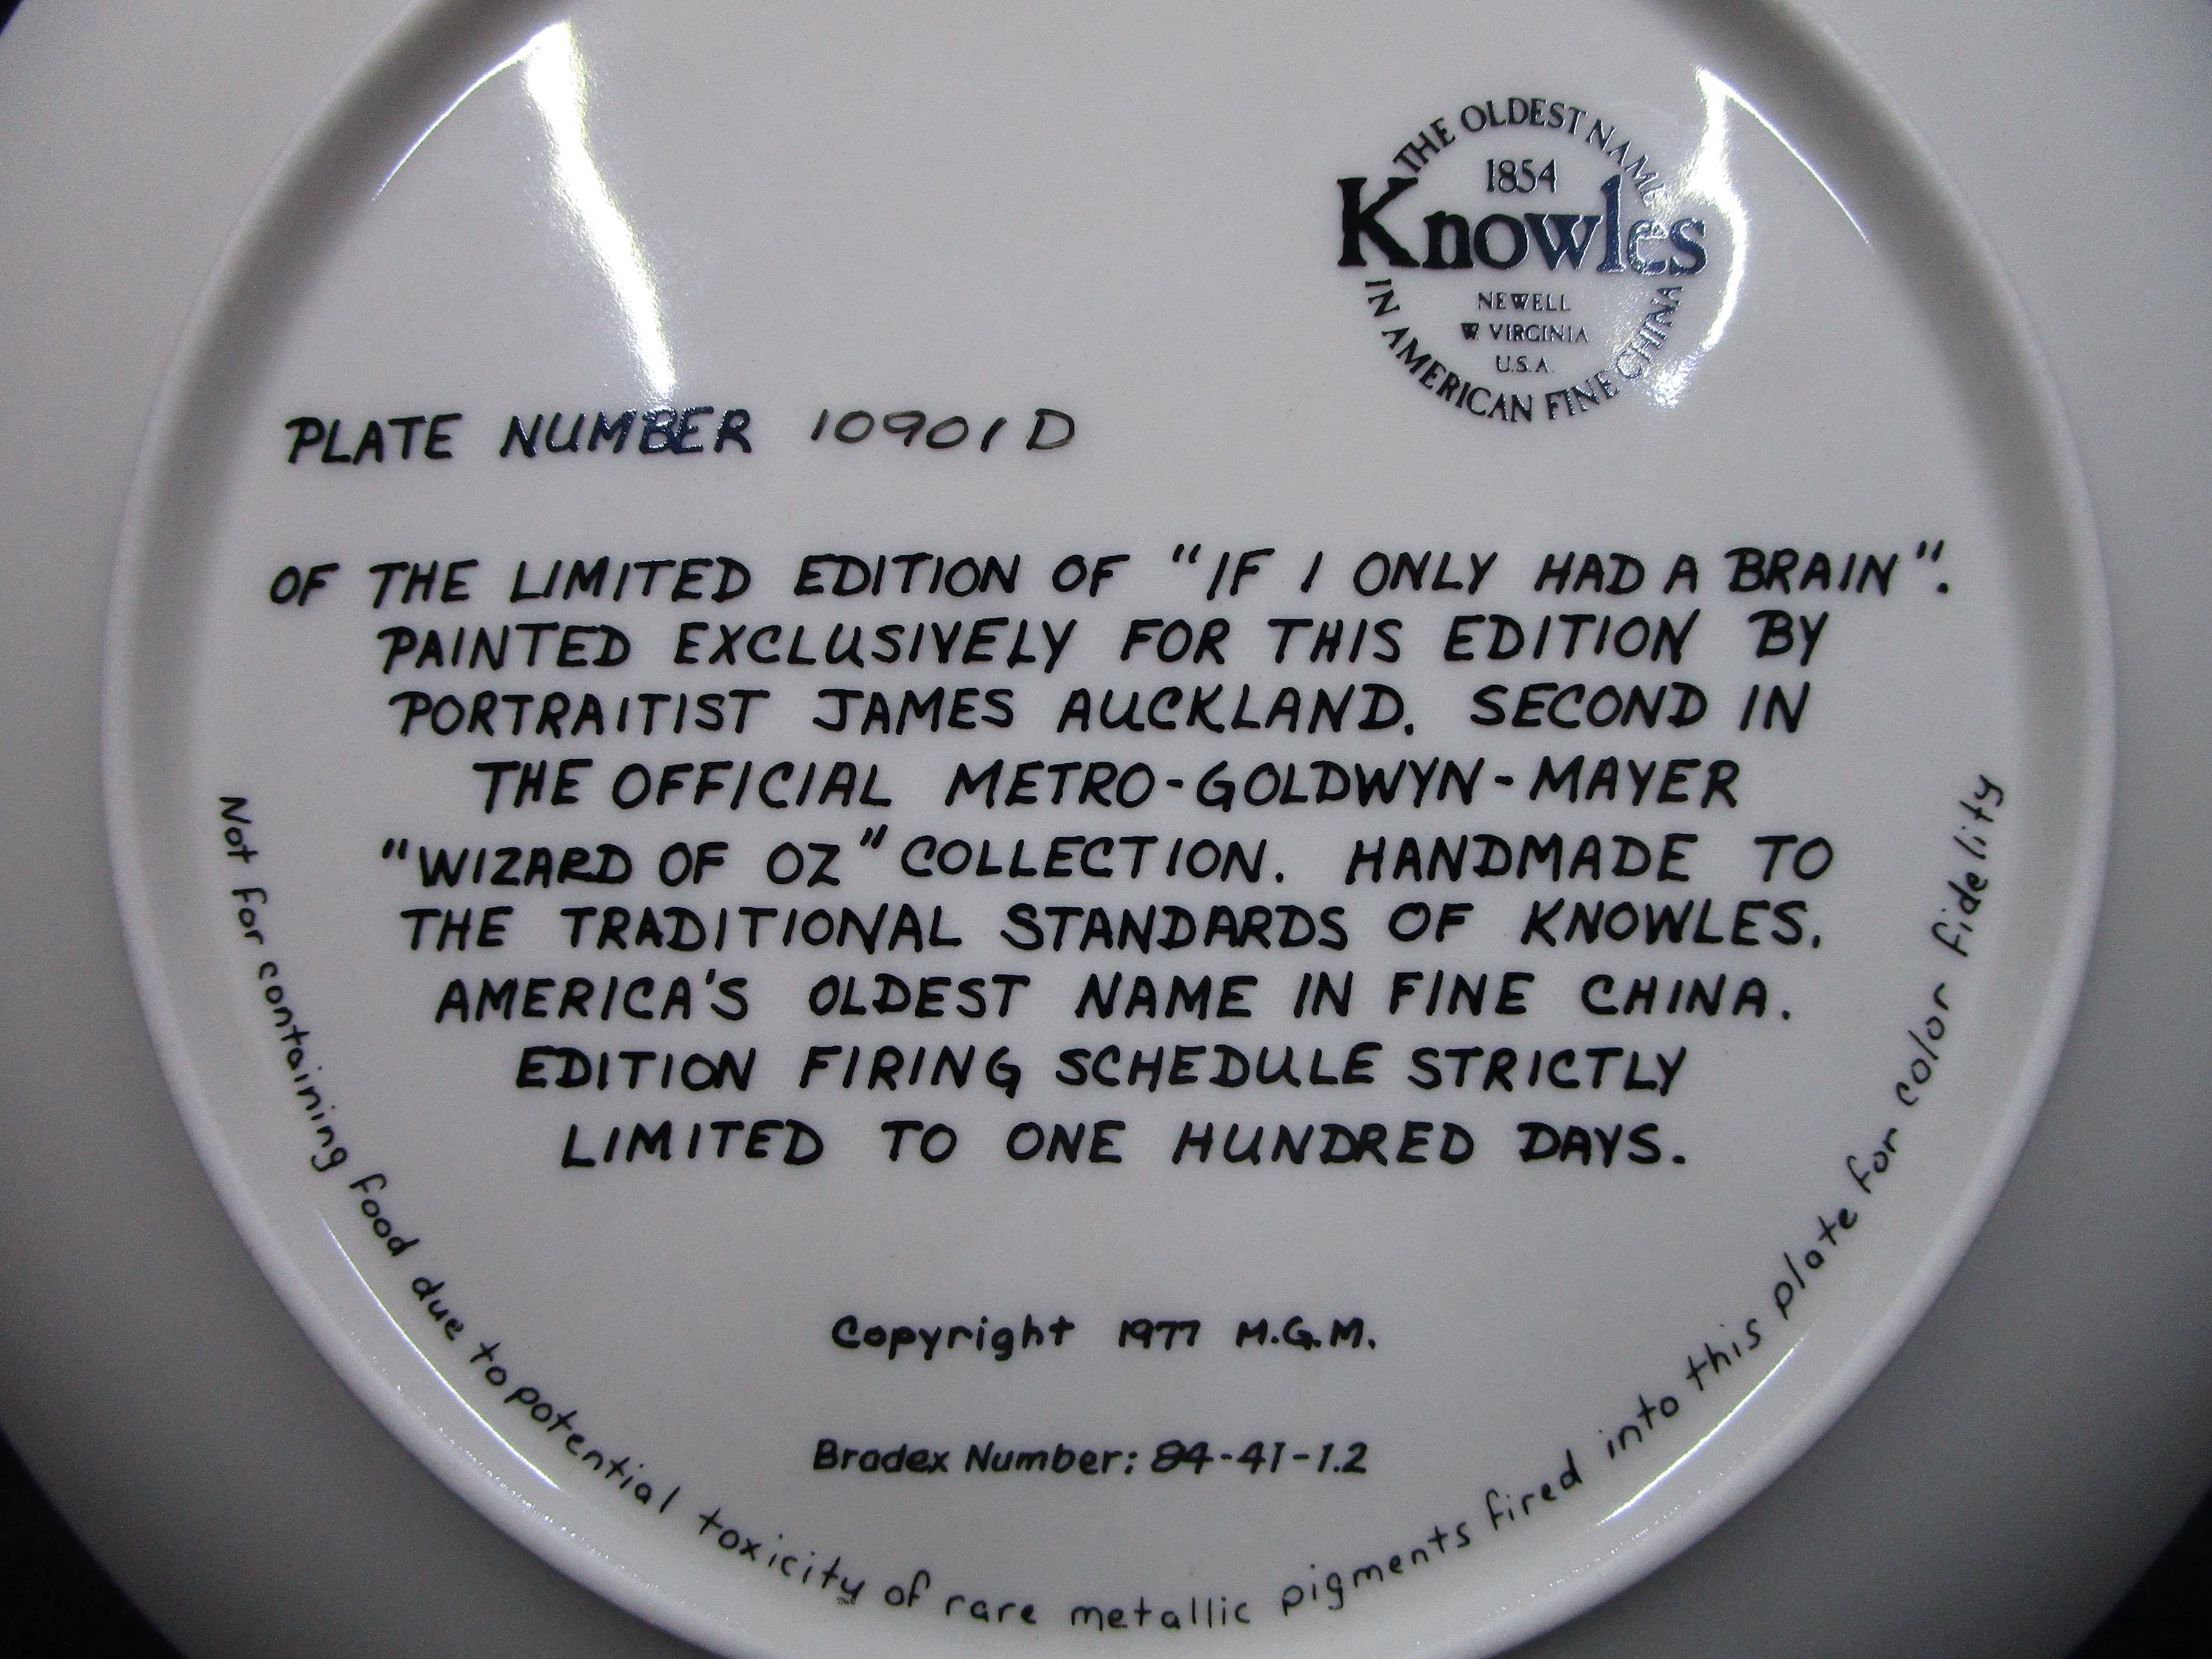 THE OLDEST NAME
1854
Knowles
NEWELL
W. VIRGINIA
U.S.A.
IN AMERICAN FINE CHINA
PLATE NUMBER 10901D
OF THE LIMITED EDITION OF "IF I ONLY HAD A BRAIN".
PAINTED EXCLUSIVELY FOR THIS EDITION BY
PORTRAITIST JAMES AUCKLAND. SECOND IN
THE OFFICIAL METRO-GOLDWYN-MAYER
"WIZARD OF OZ" COLLECTION. HANDMADE TO
THE TRADITIONAL STANDARDS OF KNOWLES.
AMERICA'S OLDEST NAME IN FINE CHINA.
EDITION FIRING SCHEDULE STRICTLY
LIMITED TO ONE HUNDRED DAYS.
Copyright 1977 M.G.M.
Bradex Number: 84-41-1.2
Not for containing food due to potential toxicity of rare metallic pigments fired into this plate for color fidelity